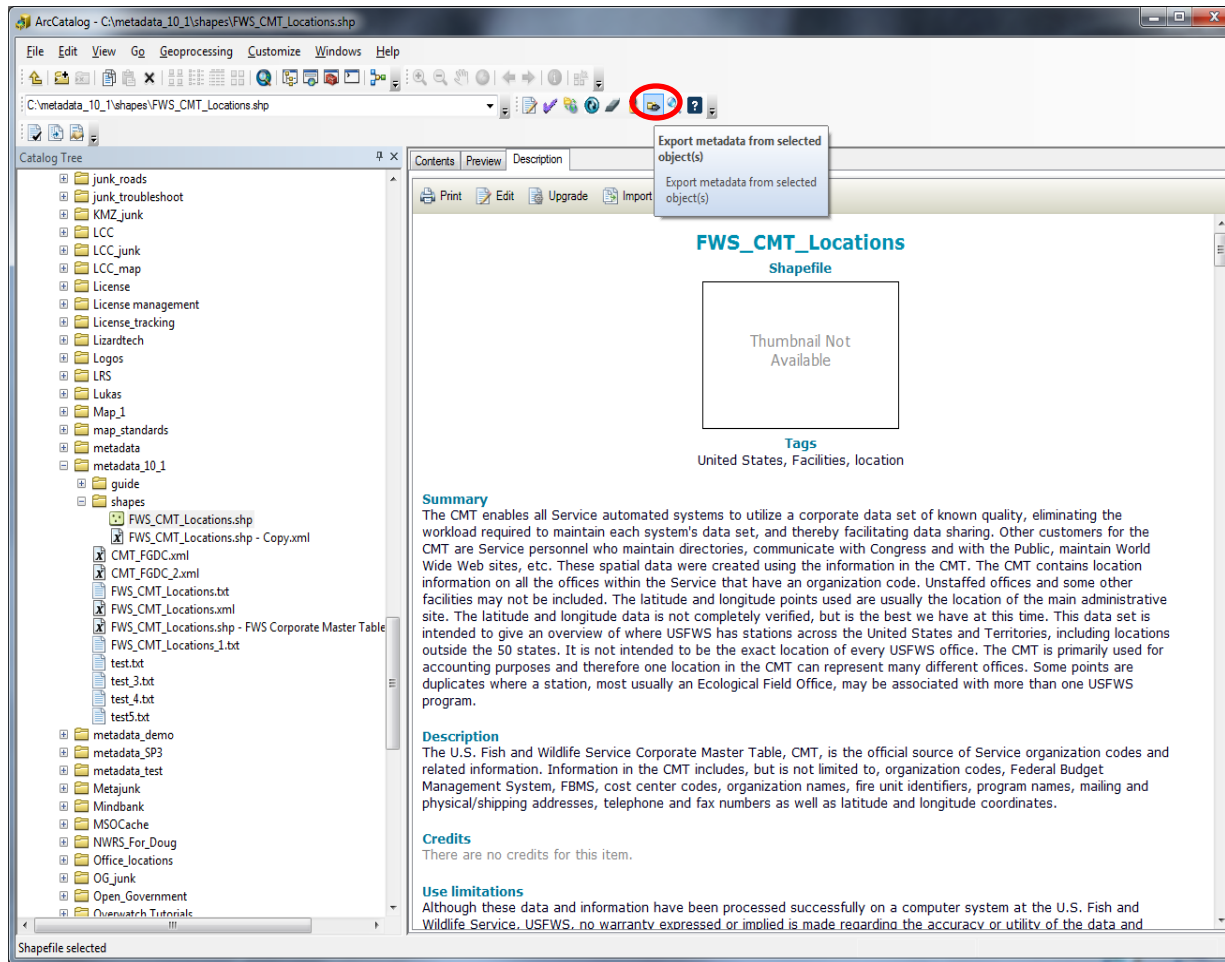 ArcCatalog - C:\metadata_10_1\shapes\FWS_CMT_Locations.shp
File Edit View Go Geoprocessing Customize Windows Help
C:\metadata_10_1\shapes\FWS_CMT_Locations.shp
Export metadata from selected
object(s)
Export metadata from selected
object(s)
Catalog Tree
junk_roads
junk_troubleshoot
KMZ_junk
LCC
LCC_junk
LCC_map
License
License management
License_tracking
Lizardtech
Logos
LRS
Lukas
Map_1
map_standards
metadata
metadata_10_1
guide
shapes
FWS_CMT_Locations.shp
FWS_CMT_Locations.shp - Copy.xml
CMT_FGDC.xml
CMT_FGDC_2.xml
FWS_CMT_Locations.txt
FWS_CMT_Locations.xml
FWS_CMT_Locations.shp - FWS Corporate Master Table
FWS_CMT_Locations_1.txt
test.txt
test_3.txt
test_4.txt
test5.txt
metadata_demo
metadata_SP3
metadata_test
Metajunk
Mindbank
MSOCache
NWRS_For_Doug
Office_locations
OG_junk
Open_Government
Overwatch Tutorials
Contents Preview Description
Print Edit Upgrade Import
FWS_CMT_Locations
Shapefile
Thumbnail Not
Available
Tags
United States, Facilities, location
Summary
The CMT enables all Service automated systems to utilize a corporate data set of known quality, eliminating the
workload required to maintain each system's data set, and thereby facilitating data sharing. Other customers for the
CMT are Service personnel who maintain directories, communicate with Congress and with the Public, maintain World
Wide Web sites, etc. These spatial data were created using the information in the CMT. The CMT contains location
information on all the offices within the Service that have an organization code. Unstaffed offices and some other
facilities may not be included. The latitude and longitude points used are usually the location of the main administrative
site. The latitude and longitude data is not completely verified, but is the best we have at this time. This data set is
intended to give an overview of where USFWS has stations across the United States and Territories, including locations
outside the 50 states. It is not intended to be the exact location of every USFWS office. The CMT is primarily used for
accounting purposes and therefore one location in the CMT can represent many different offices. Some points are
duplicates where a station, most usually an Ecological Field Office, may be associated with more than one USFWS
program.
Description
The U.S. Fish and Wildlife Service Corporate Master Table, CMT, is the official source of Service organization codes and
related information. Information in the CMT includes, but is not limited to, organization codes, Federal Budget
Management System, FBMS, cost center codes, organization names, fire unit identifiers, program names, mailing and
physical/shipping addresses, telephone and fax numbers as well as latitude and longitude coordinates.
Credits
There are no credits for this item.
Use limitations
Although these data and information have been processed successfully on a computer system at the U.S. Fish and
Wildlife Service, USFWS, no warranty expressed or implied is made regarding the accuracy or utility of the data and
Shapefile selected